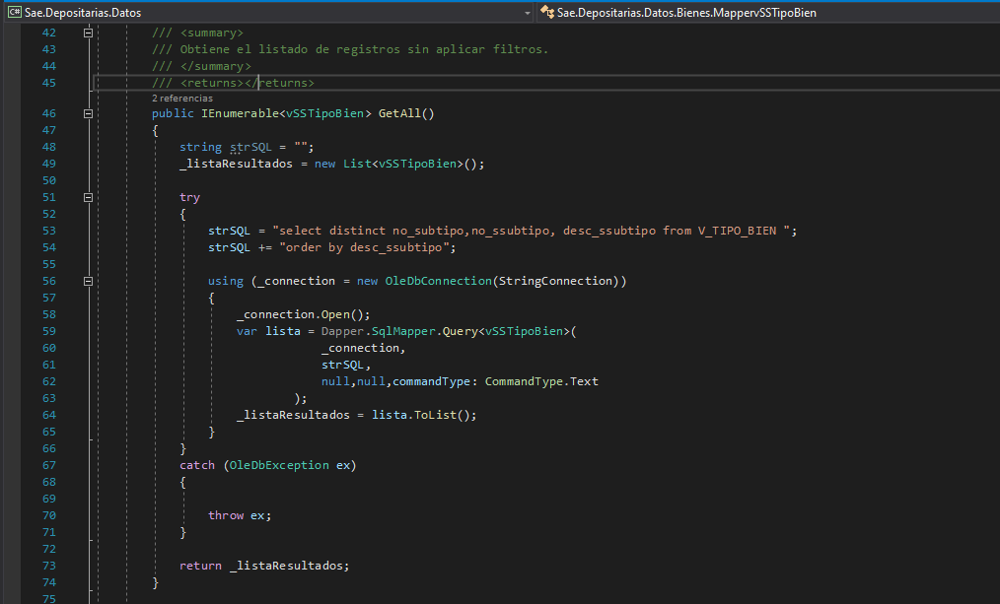 C# Sae.Depositarias.Datos
Sae.Depositarias.Datos.Bienes.MappervSSTipoBien
42 /// <summary>
43 /// Obtiene el listado de registros sin aplicar filtros.
44 /// </summary>
45 /// <returns></returns>
2 referencias
46 public IEnumerable<vSSTipoBien> GetAll()
47 {
48 string strSQL = "";
49 _listaResultados = new List<vSSTipoBien>();
50
51 try
52 {
53 strSQL = "select distinct no_subtipo,no_ssubtipo, desc_ssubtipo from V_TIPO_BIEN ";
54 strSQL += "order by desc_ssubtipo";
55
56 using (_connection = new OleDbConnection(StringConnection))
57 {
58 _connection.Open();
59 var lista = Dapper.SqlMapper.Query<vSSTipoBien>(
60 _connection,
61 strSQL,
62 null,null,commandType: CommandType.Text
63 );
64 _listaResultados = lista.ToList();
65 }
66 }
67 catch (OleDbException ex)
68 {
69
70 throw ex;
71 }
72
73 return _listaResultados;
74 }
75